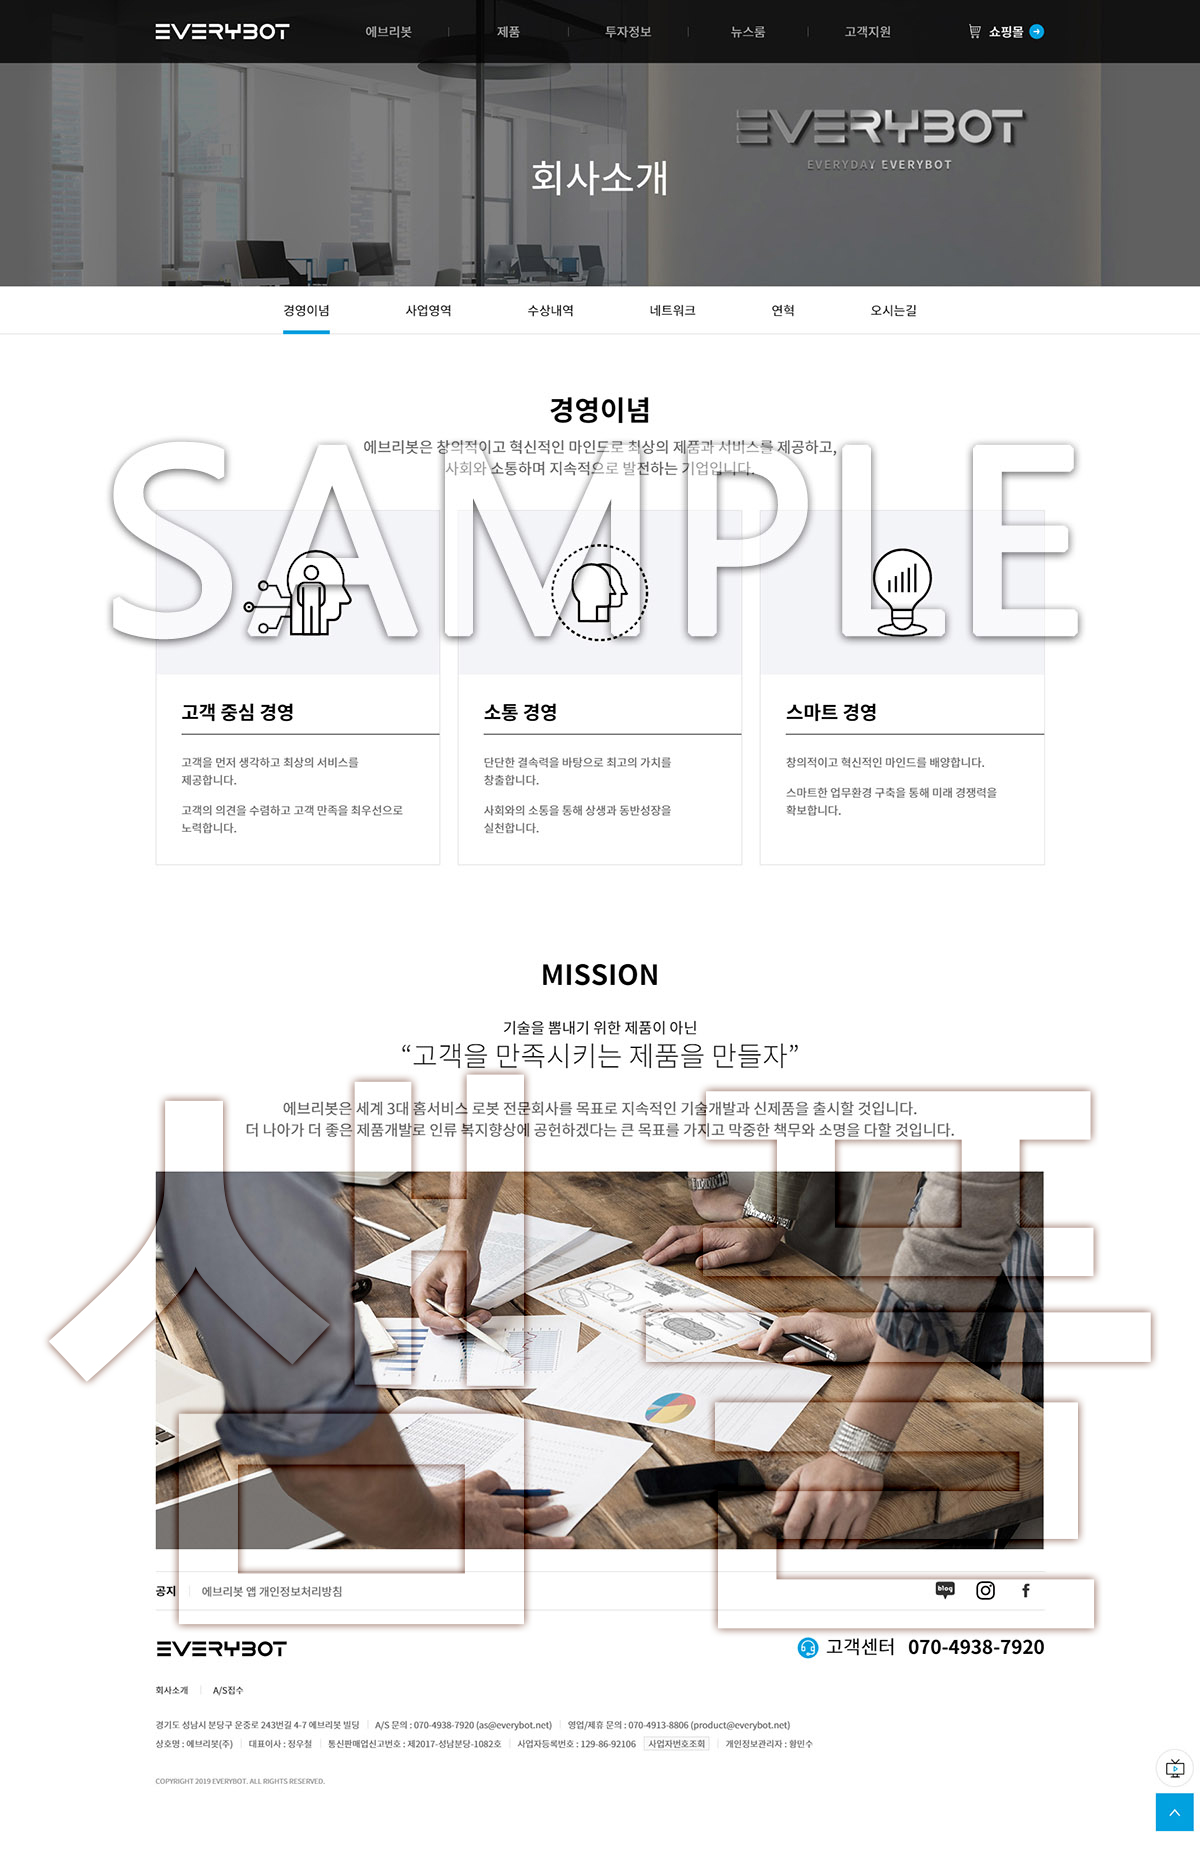 EVERYBOT
에브리봇
제품
투자정보
뉴스룸
고객지원
쇼핑몰
EVERYBOT
EVERYDAY EVERYBOT
회사소개
경영이념
사업영역
수상내역
네트워크
연혁
오시는길
경영이념
에브리봇은 창의적이고 혁신적인 마인드로 최상의 제품과 서비스를 제공하고,
사회와 소통하며 지속적으로 발전하는 기업입니다.
SAMPLE
고객 중심 경영
고객을 먼저 생각하고 최상의 서비스를
제공합니다.
고객의 의견을 수렴하고 고객 만족을 최우선으로
노력합니다.
소통 경영
단단한 결속력을 바탕으로 최고의 가치를
창출합니다.
사회와의 소통을 통해 상생과 동반성장을
실천합니다.
스마트 경영
창의적이고 혁신적인 마인드를 배양합니다.
스마트한 업무환경 구축을 통해 미래 경쟁력을
확보합니다.
MISSION
기술을 뽐내기 위한 제품이 아닌
“고객을 만족시키는 제품을 만들자”
에브리봇은 세계 3대 홈서비스 로봇 전문회사를 목표로 지속적인 기술개발과 신제품을 출시할 것입니다.
더 나아가 더 좋은 제품개발로 인류 복지향상에 공헌하겠다는 큰 목표를 가지고 막중한 책무와 소명을 다할 것입니다.
샘플
공지
에브리봇 앱 개인정보처리방침
blog
EVERYBOT
고객센터 070-4938-7920
회사소개
A/S접수
경기도 성남시 분당구 운중로 243번길 4-7 에브리봇 빌딩 | A/S 문의 : 070-4938-7920 (as@everybot.net) | 영업/제휴 문의 : 070-4913-8806 (product@everybot.net)
상호명 : 에브리봇(주) | 대표이사 : 정우철 | 통신판매업신고번호 : 제2017-성남분당-1082호 | 사업자등록번호 : 129-86-92106 사업자번호조회 | 개인정보관리자 : 황민수
COPYRIGHT 2019 EVERYBOT. ALL RIGHTS RESERVED.